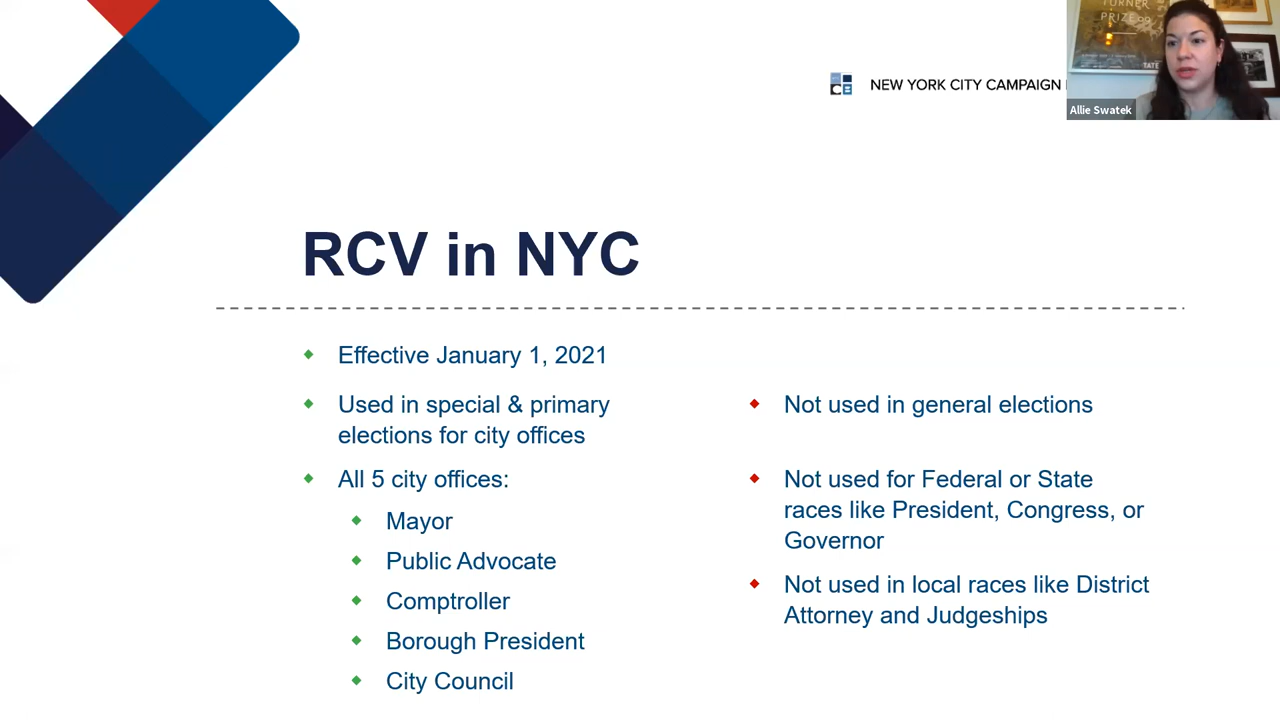 TURNER
PRIZE
TATE
NEW YORK CITY CAMPAIGN
Allie Swatek
RCV in NYC
Effective January 1, 2021
Used in special & primary
elections for city offices
All 5 city offices:
Mayor
Public Advocate
Comptroller
Borough President
City Council
Not used in general elections
Not used for Federal or State
races like President, Congress, or
Governor
Not used in local races like District
Attorney and Judgeships